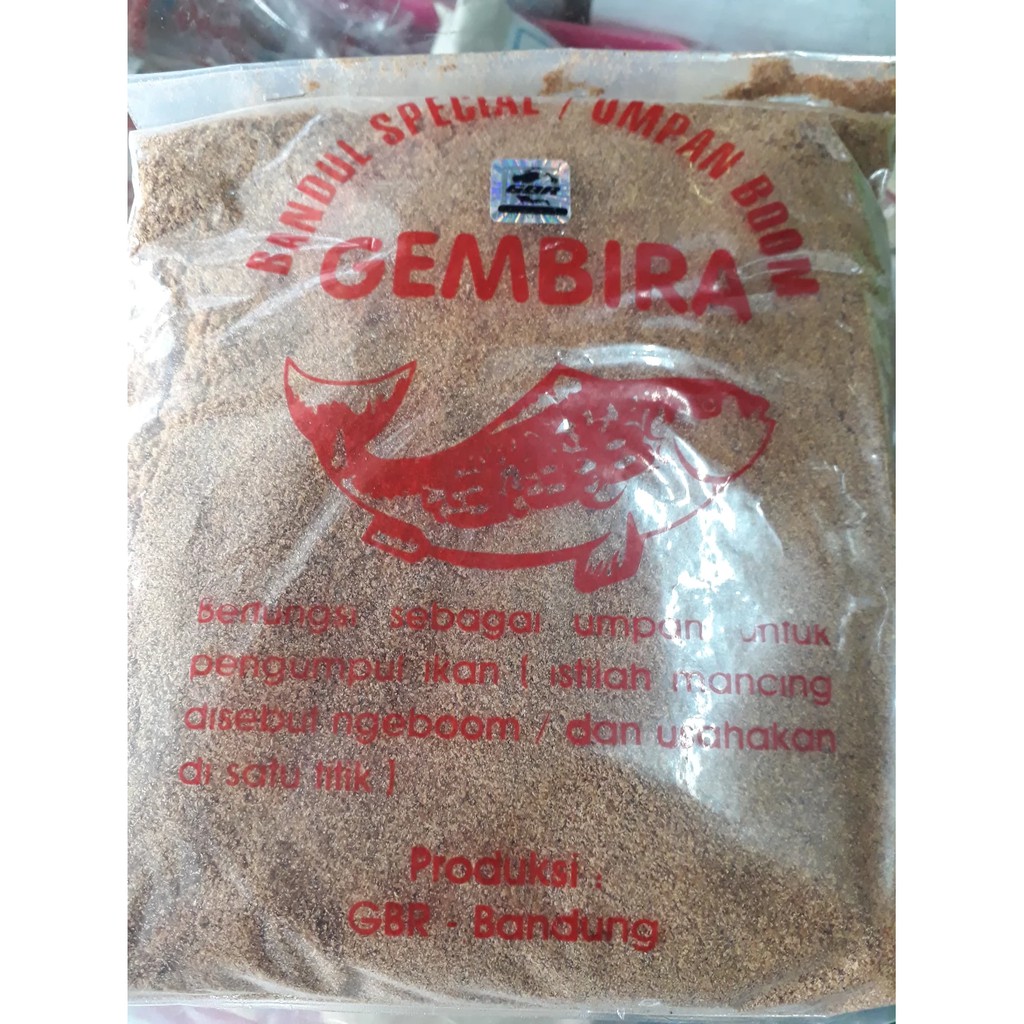 BANDUL SPECIAL / UMPAN BOOM
GBR
GEMBIRA
Berfungsi sebagai umpan untuk
pengumpul ikan ( istilah mancing
disebut ngeboom / dan usahakan
di satu titik )
Produksi :
GBR - Bandung